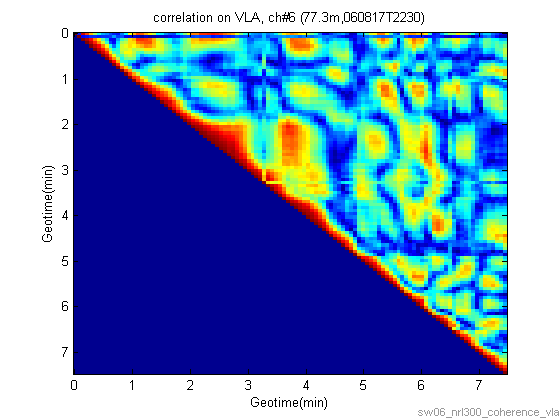 correlation on VLA, ch#6 (77.3m,060817T2230)
0
1
2
3
4
5
6
7
Geotime(min)
0 1 2 3 4 5 6 7
Geotime(min)
sw06_nrl300_coherence_vla